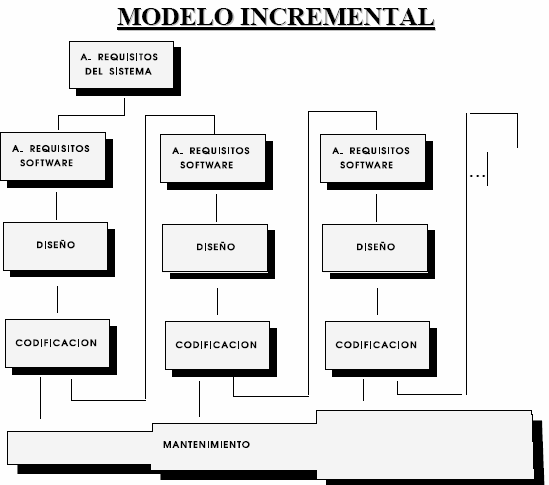 MODELO INCREMENTAL
A. REQUISITOS
DEL SISTEMA
A. REQUISITOS
SOFTWARE
A. REQUISITOS
SOFTWARE
A. REQUISITOS
SOFTWARE
...
DISEÑO
DISEÑO
DISEÑO
CODIFICACION
CODIFICACION
CODIFICACION
MANTENIMIENTO